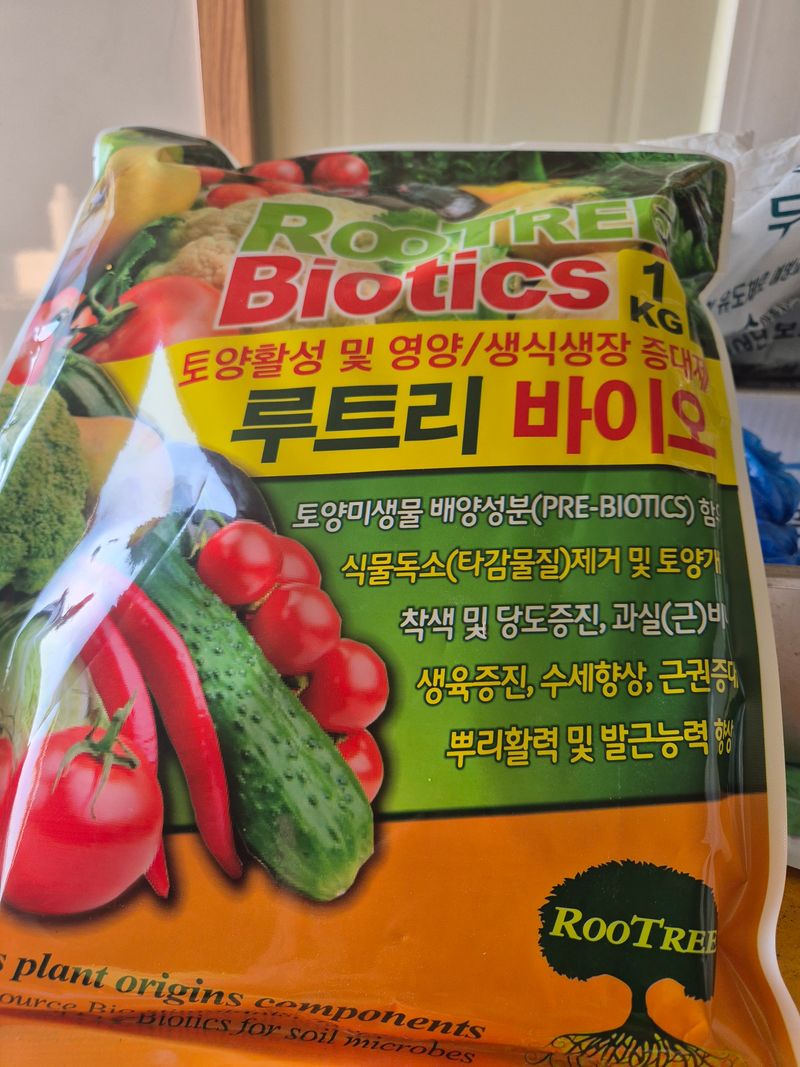 ROOTREE
Biotics
1
KG
토양활성 및 영양/생식생장 증대제
루트리 바이오
토양미생물 배양성분(PRE-BIOTICS)
식물독소(타감물질)제거 및
착색 및 당도증진, 과실(근)
생육증진, 수세향상, 근권증대
뿌리활력 및 발근능력 향상
ROOTREE
plant origins components
Biotics for soil microbes